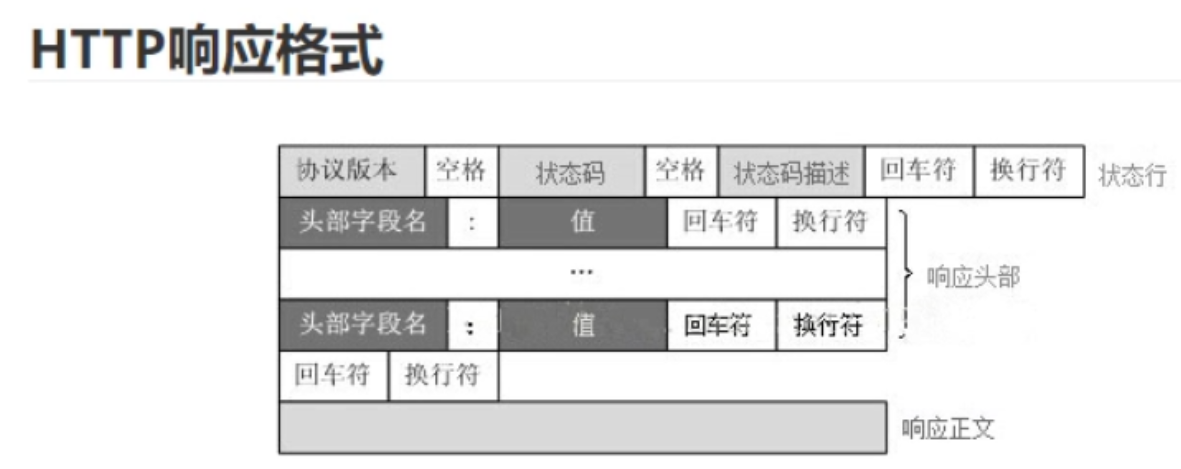 HTTP响应格式
协议版本 空格 状态码 空格 状态码描述 回车符 换行符 状态行
头部字段名 : 值 回车符 换行符
...
响应头部
头部字段名 : 值 回车符 换行符
回车符 换行符
响应正文